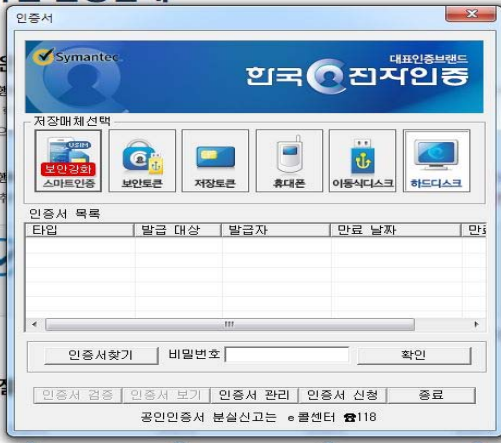 인증서
Symantec.
대표인증브랜드
한국전자인증
저장매체선택
USIM
보안강화
스마트인증 보안토큰 저장토큰 휴대폰 이동식디스크 하드디스크
인증서 목록
타입 발급 대상 발급자 만료 날짜
인증서찾기 비밀번호 확인
인증서 검증 인증서 보기 인증서 관리 인증서 신청 종료
공인인증서 분실신고는 e콜센터 ☎118